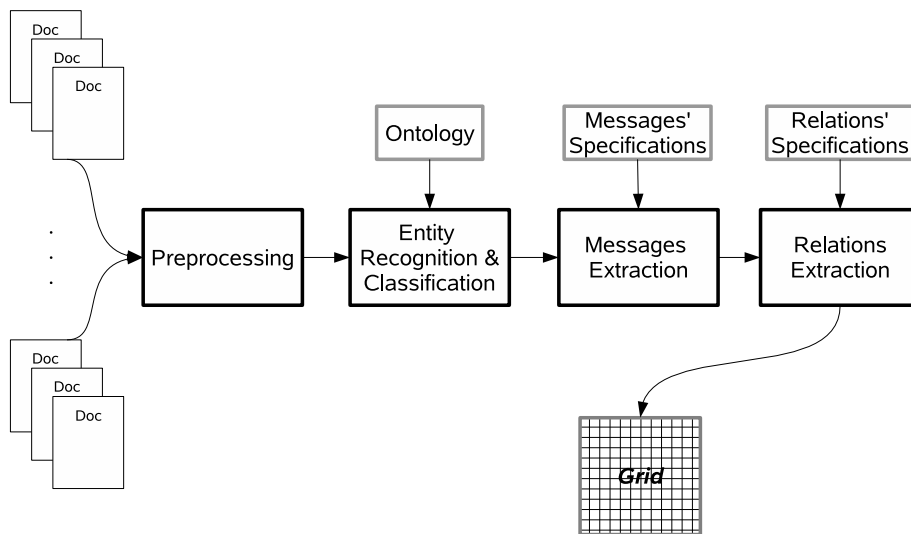 Doc
Doc
Doc
Ontology
Messages'
Specifications
Relations'
Specifications
.
.
.
Preprocessing
Entity
Recognition &
Classification
Messages
Extraction
Relations
Extraction
Doc
Doc
Doc
Grid